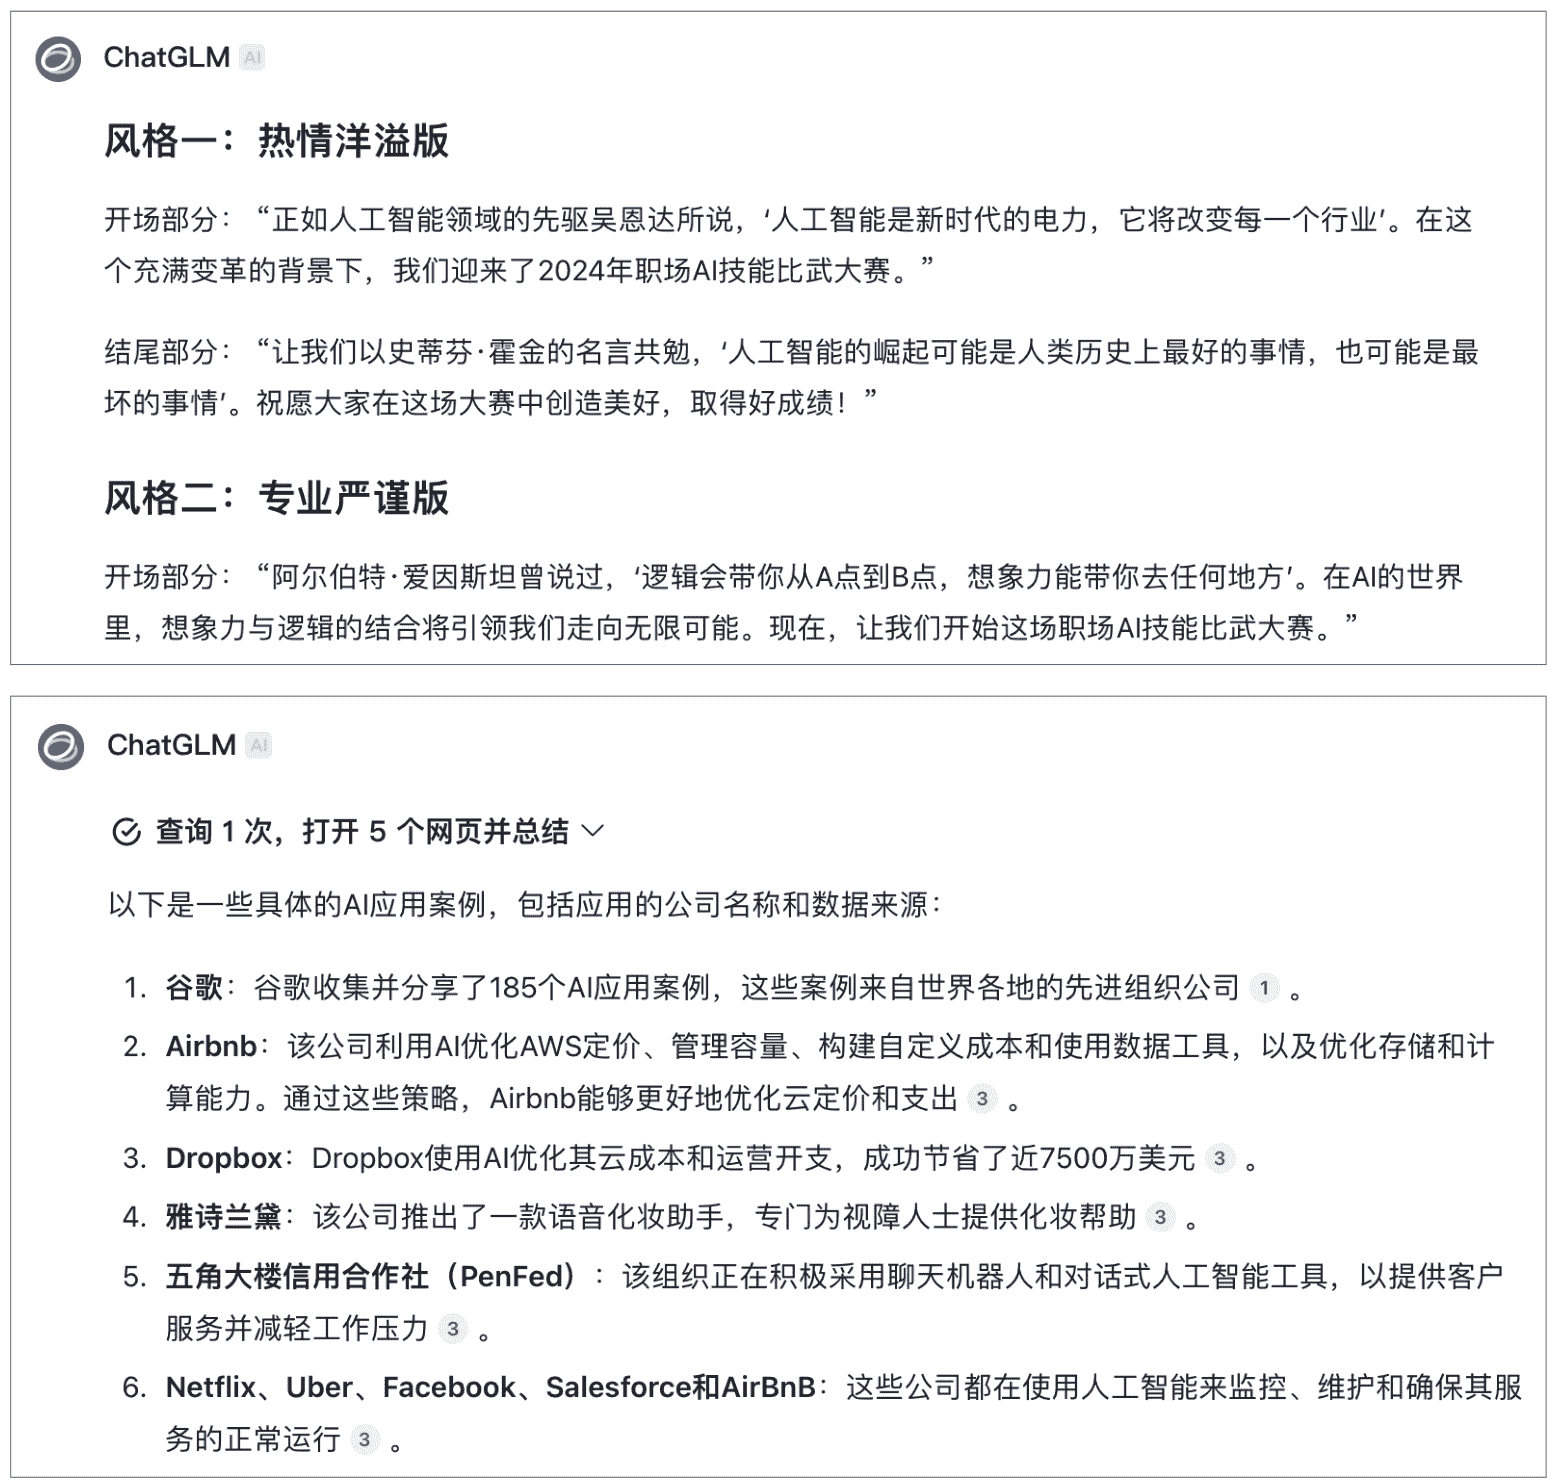 ChatGLM AI
风格一：热情洋溢版
开场部分：“正如人工智能领域的先驱吴恩达所说，‘人工智能是新时代的电力，它将改变每一个行业’。在这
个充满变革的背景下，我们迎来了2024年职场AI技能比武大赛。”
结尾部分：“让我们以史蒂芬·霍金的名言共勉，‘人工智能的崛起可能是人类历史上最好的事情，也可能是最
坏的事情’。祝愿大家在这场大赛中创造美好，取得好成绩！”
风格二：专业严谨版
开场部分：“阿尔伯特·爱因斯坦曾说过，‘逻辑会带你从A点到B点，想象力能带你去任何地方’。在AI的世界
里，想象力与逻辑的结合将引领我们走向无限可能。现在，让我们开始这场职场AI技能比武大赛。”
ChatGLM AI
查询 1 次，打开 5 个网页并总结
以下是一些具体的AI应用案例，包括应用的公司名称和数据来源：
1. 谷歌：谷歌收集并分享了185个AI应用案例，这些案例来自世界各地的先进组织公司 1 。
2. Airbnb：该公司利用AI优化AWS定价、管理容量、构建自定义成本和使用数据工具，以及优化存储和计
算能力。通过这些策略，Airbnb能够更好地优化云定价和支出 3 。
3. Dropbox：Dropbox使用AI优化其云成本和运营开支，成功节省了近7500万美元 3 。
4. 雅诗兰黛：该公司推出了一款语音化妆助手，专门为视障人士提供化妆帮助 3 。
5. 五角大楼信用合作社（PenFed）：该组织正在积极采用聊天机器人和对话式人工智能工具，以提供客户
服务并减轻工作压力 3 。
6. Netflix、Uber、Facebook、Salesforce和AirBnB：这些公司都在使用人工智能来监控、维护和确保其服
务的正常运行 3 。